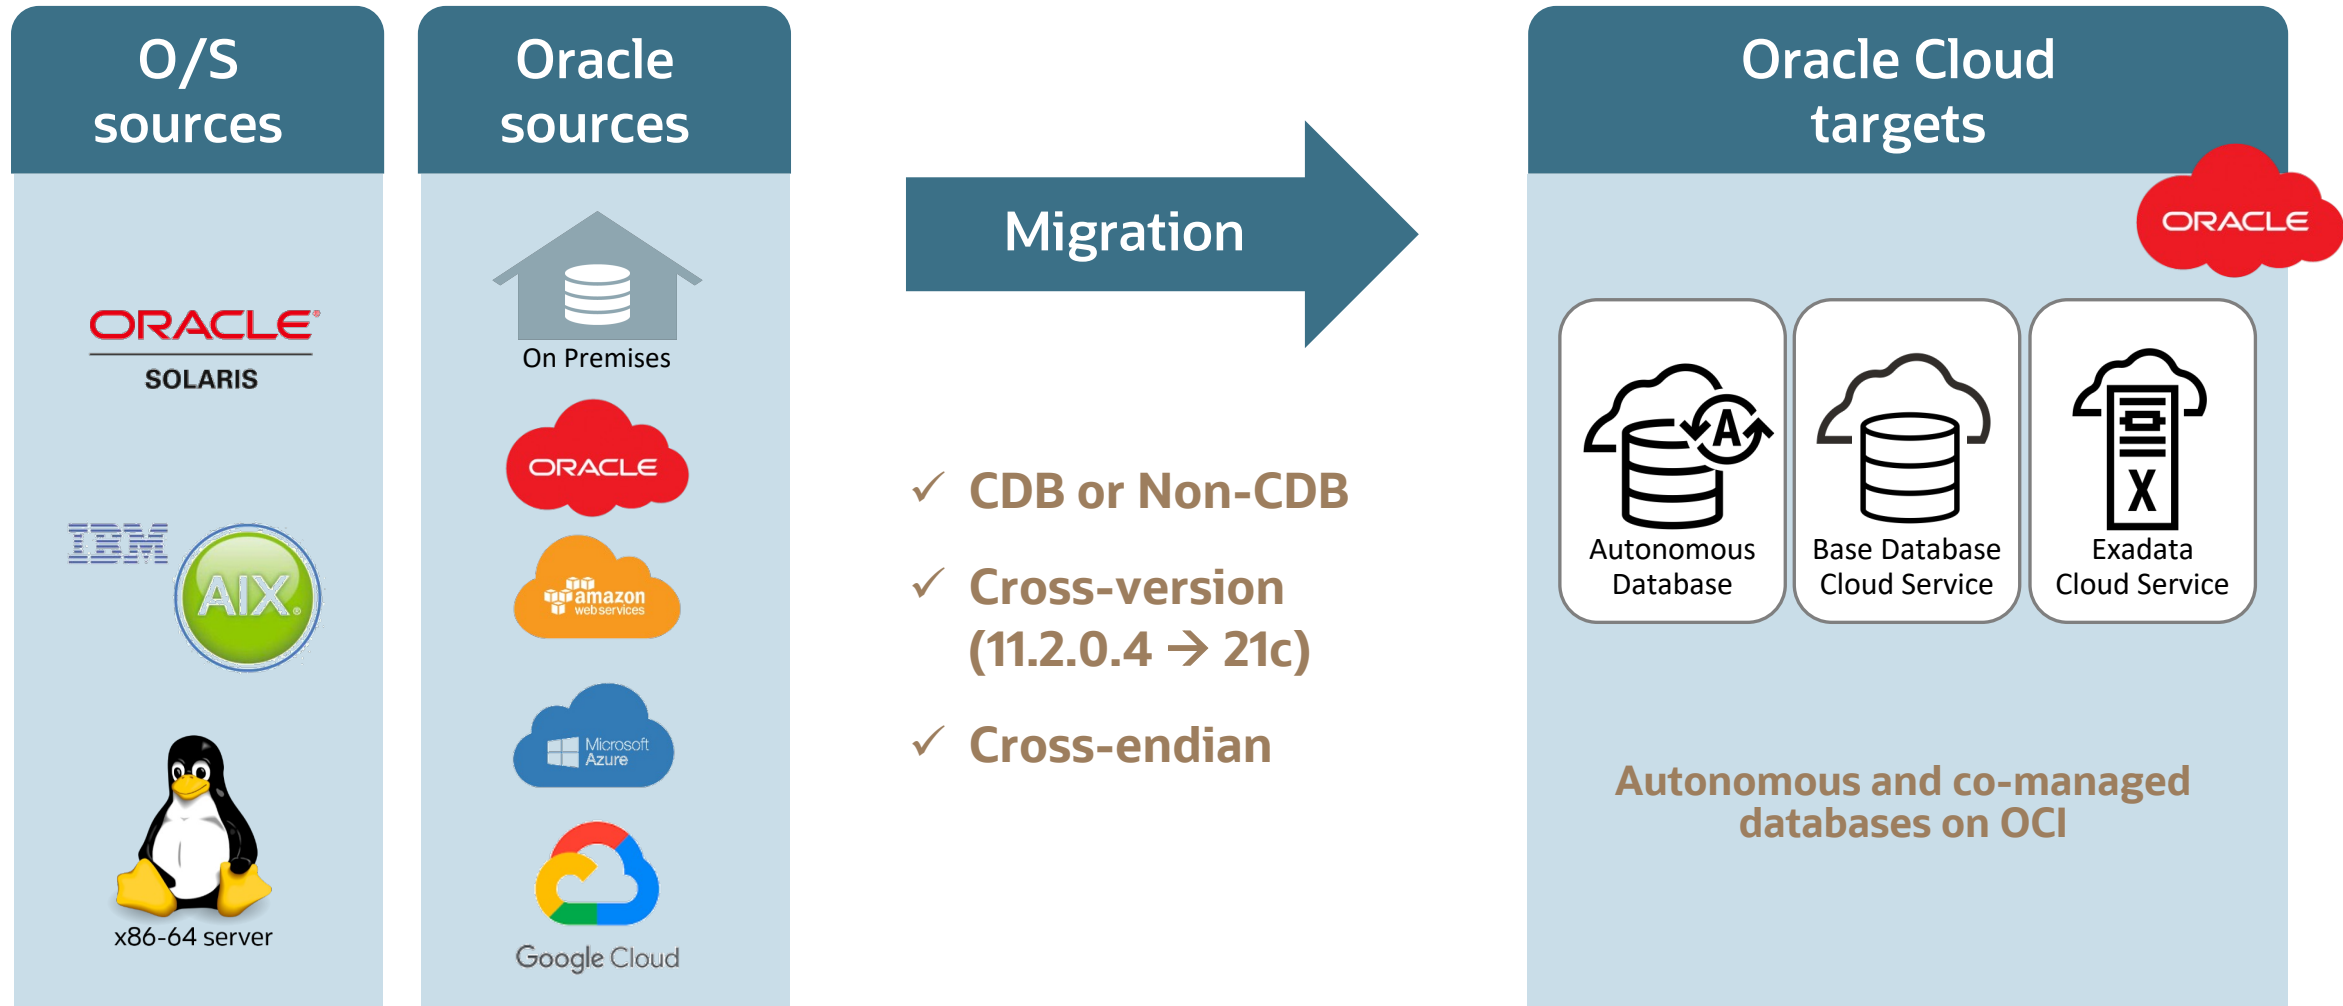 O/S
sources
ORACLE®
SOLARIS
IBM
AIX®
x86-64 server
Oracle
sources
On Premises
ORACLE
amazon
webservices
Microsoft
Azure
Google Cloud
Migration
✓ CDB or Non-CDB
✓ Cross-version
(11.2.0.4 → 21c)
✓ Cross-endian
Oracle Cloud
targets
ORACLE
A
Autonomous
Database
Base Database
Cloud Service
X
Exadata
Cloud Service
Autonomous and co-managed
databases on OCI